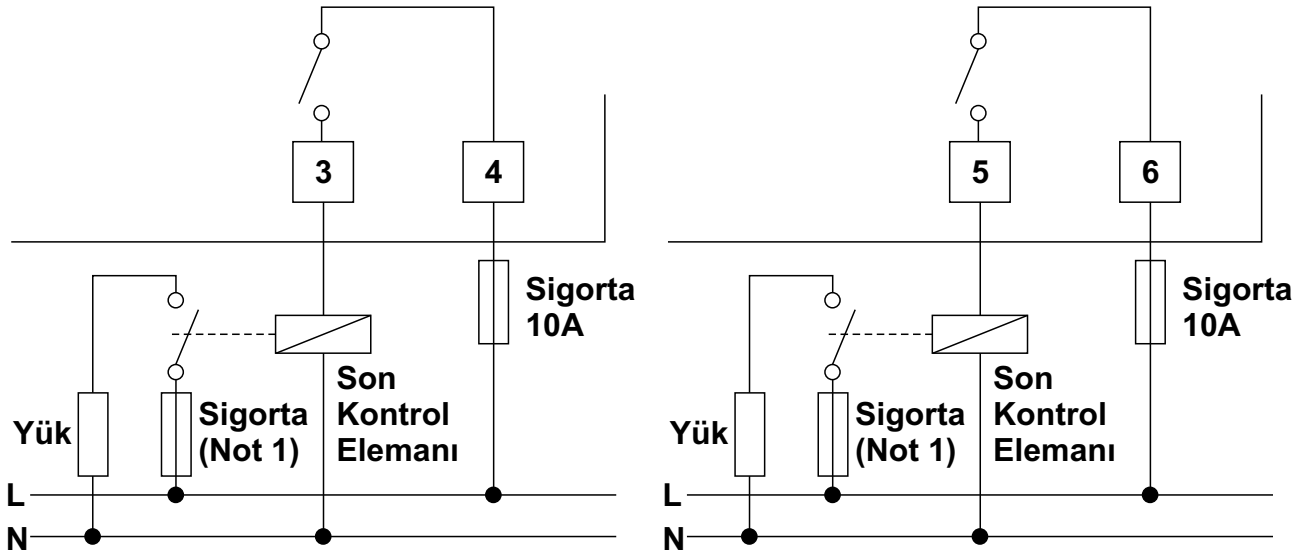 3
4
5
6
Sigorta
10A
Sigorta
10A
Son
Kontrol
Elemanı
Son
Kontrol
Elemanı
Yük
Sigorta
(Not 1)
Yük
Sigorta
(Not 1)
L
L
N
N